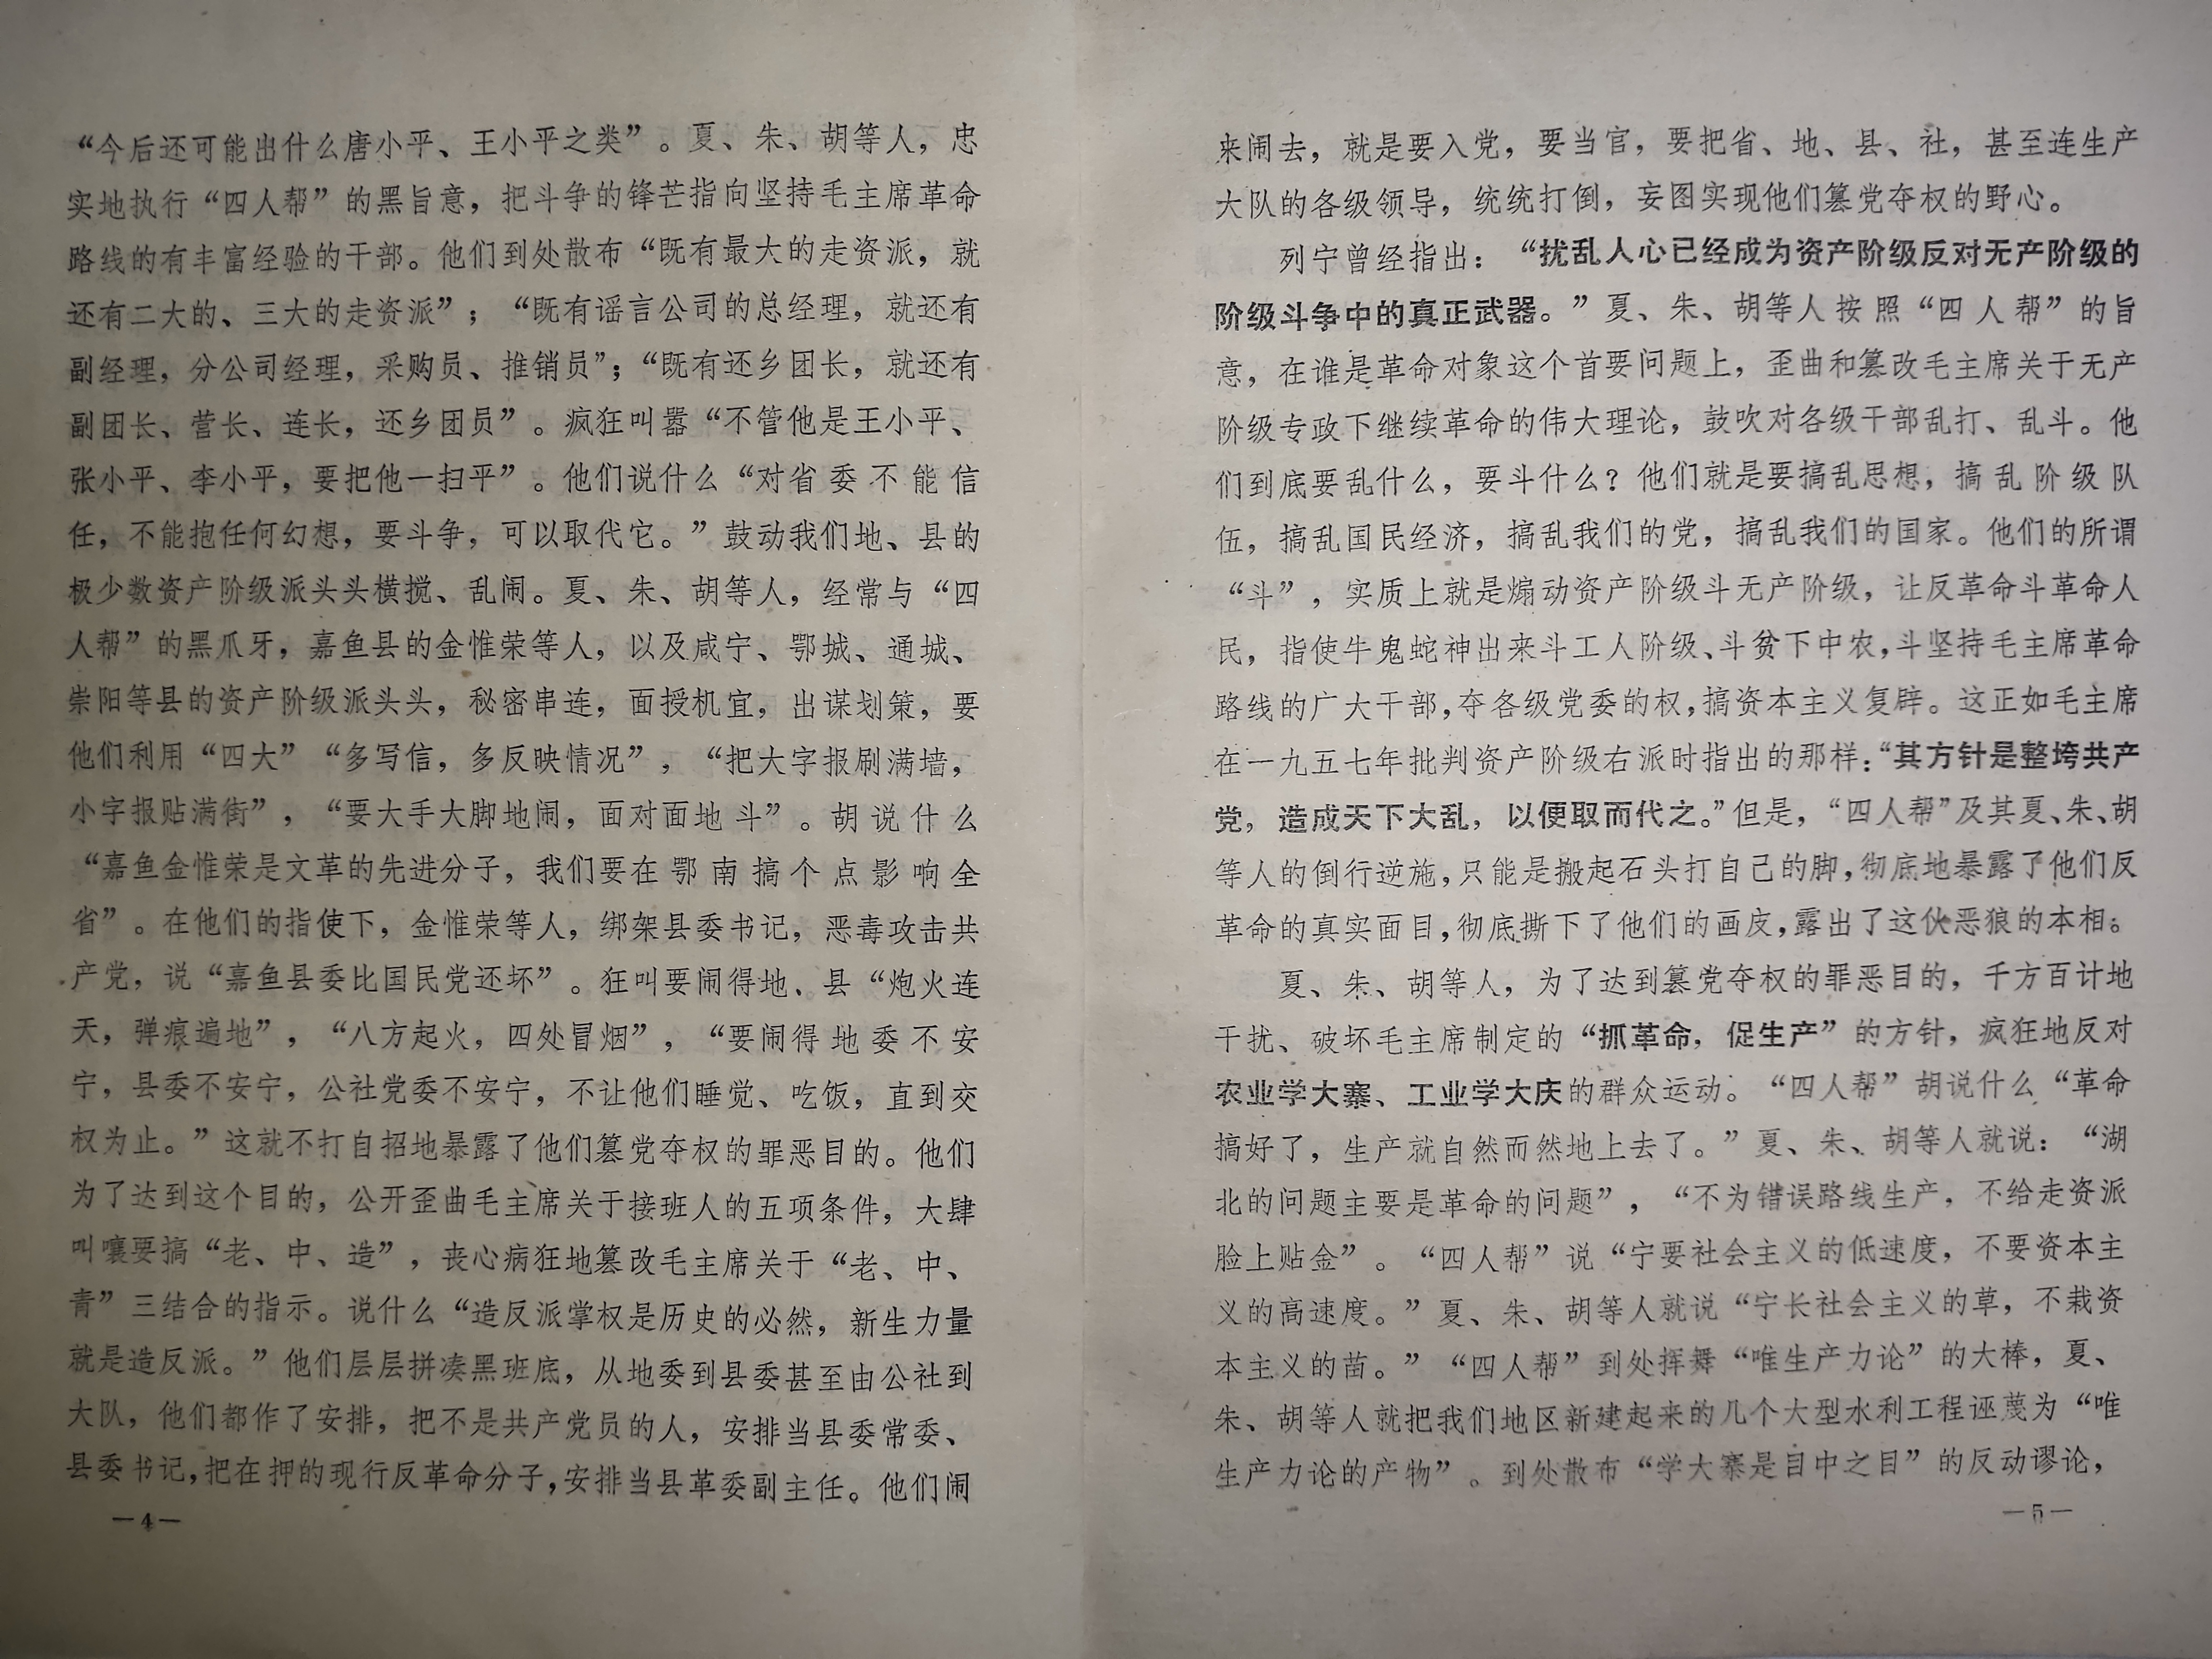 “今后还可能出什么唐小平、王小平之类”。夏、朱、胡等人，忠
实地执行“四人帮”的黑旨意，把斗争的锋芒指向坚持毛主席革命
路线的有丰富经验的干部。他们到处散布“既有最大的走资派，就
还有二大的、三大的走资派”；“既有谣言公司的总经理，就还有
副经理，分公司经理，采购员、推销员”；“既有还乡团长，就还有
副团长、营长、连长，还乡团员”。疯狂叫嚣“不管他是王小平、
张小平、李小平，要把他一扫平”。他们说什么“对省委不能信
任，不能抱任何幻想，要斗争，可以取代它。”鼓动我们地、县的
极少数资产阶级派头头横搅、乱闹。夏、朱、胡等人，经常与“四
人帮”的黑爪牙，嘉鱼县的金惟荣等人，以及咸宁、鄂城、通城、
崇阳等县的资产阶级派头头，秘密串连，面授机宜，出谋划策，要
他们利用“四大”“多写信，多反映情况”，“把大字报刷满墙，
小字报贴满街”，“要大手大脚地闹，面对面地斗”。胡说什么
“嘉鱼金惟荣是文革的先进分子，我们要在鄂南搞个点影响全
省”。在他们的指使下，金惟荣等人，绑架县委书记，恶毒攻击共
产党，说“嘉鱼县委比国民党还坏”。狂叫要闹得地、县“炮火连
天，弹痕遍地”，“八方起火，四处冒烟”，“要闹得地委不安
宁，县委不安宁，公社党委不安宁，不让他们睡觉、吃饭，直到交
权为止。”这就不打自招地暴露了他们篡党夺权的罪恶目的。他们
为了达到这个目的，公开歪曲毛主席关于接班人的五项条件，大肆
叫嚷要搞“老、中、造”，丧心病狂地篡改毛主席关于“老、中、
青”三结合的指示。说什么“造反派掌权是历史的必然，新生力量
就是造反派。”他们层层拼凑黑班底，从地委到县委甚至由公社到
大队，他们都作了安排，把不是共产党员的人，安排当县委常委、
县委书记，把在押的现行反革命分子，安排当县革委副主任。他们闹
—4—
来闹去，就是要入党，要当官，要把省、地、县、社，甚至连生产
大队的各级领导，统统打倒，妄图实现他们篡党夺权的野心。
列宁曾经指出：“扰乱人心已经成为资产阶级反对无产阶级的
阶级斗争中的真正武器。”夏、朱、胡等人按照“四人帮”的旨
意，在谁是革命对象这个首要问题上，歪曲和篡改毛主席关于无产
阶级专政下继续革命的伟大理论，鼓吹对各级干部乱打、乱斗。他
们到底要乱什么，要斗什么？他们就是要搞乱思想，搞乱阶级队
伍，搞乱国民经济，搞乱我们的党，搞乱我们的国家。他们的所谓
“斗”，实质上就是煽动资产阶级斗无产阶级，让反革命斗革命人
民，指使牛鬼蛇神出来斗工人阶级、斗贫下中农，斗坚持毛主席革命
路线的广大干部，夺各级党委的权，搞资本主义复辟。这正如毛主席
在一九五七年批判资产阶级右派时指出的那样：“其方针是整垮共产
党，造成天下大乱，以便取而代之。”但是，“四人帮”及其夏、朱、胡
等人的倒行逆施，只能是搬起石头打自己的脚，彻底地暴露了他们反
革命的真实面目，彻底撕下了他们的画皮，露出了这伙恶狼的本相。
夏、朱、胡等人，为了达到篡党夺权的罪恶目的，千方百计地
干扰、破坏毛主席制定的“抓革命，促生产”的方针，疯狂地反对
农业学大寨、工业学大庆的群众运动。“四人帮”胡说什么“革命
搞好了，生产就自然而然地上去了。”夏、朱、胡等人就说：“湖
北的问题主要是革命的问题”，“不为错误路线生产，不给走资派
脸上贴金”。“四人帮”说“宁要社会主义的低速度，不要资本主
义的高速度。”夏、朱、胡等人就说“宁长社会主义的草，不栽资
本主义的苗。”“四人帮”到处挥舞“唯生产力论”的大棒，夏、
朱、胡等人就把我们地区新建起来的几个大型水利工程诬蔑为“唯
生产力论的产物”。到处散布“学大寨是目中之目”的反动谬论，
—5—